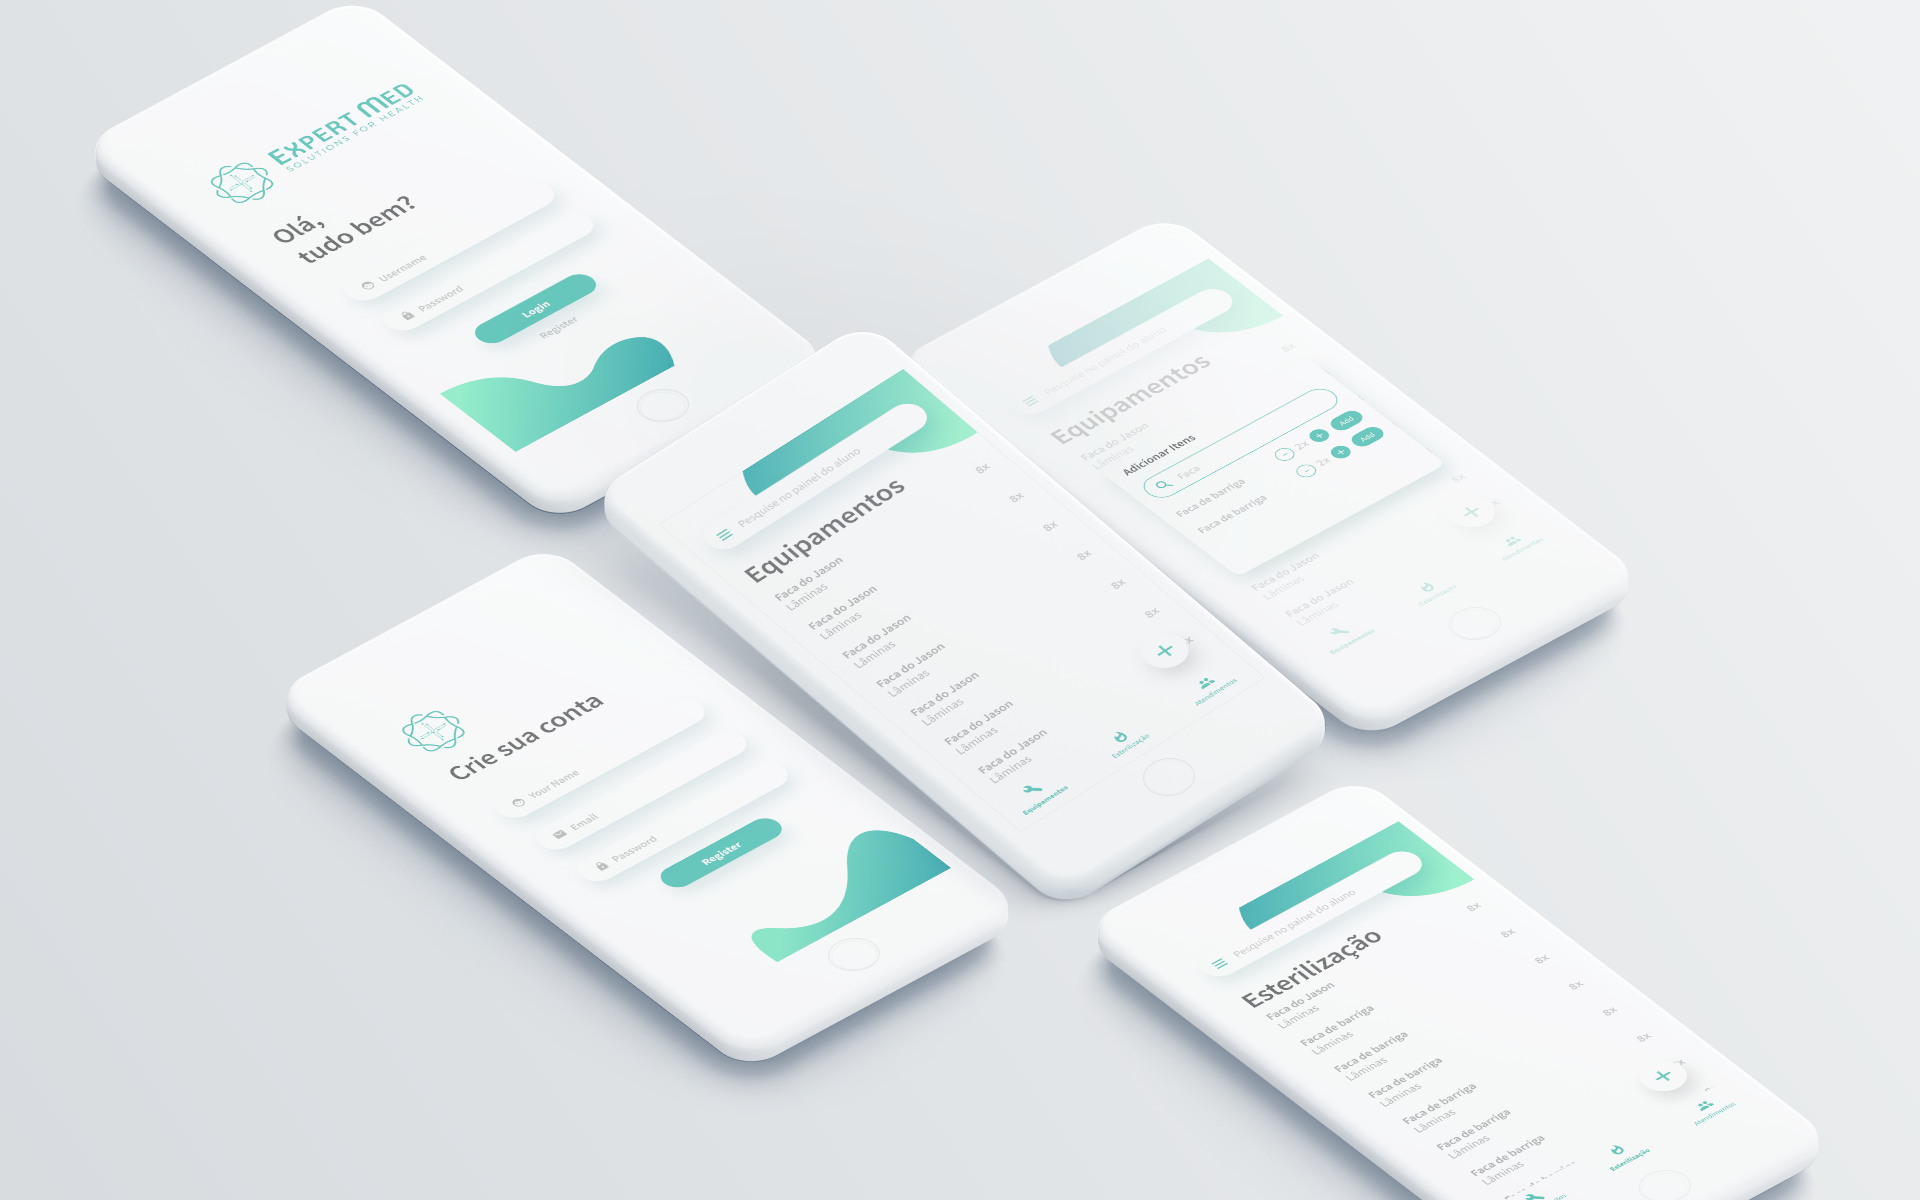 EXPERT MED
SOLUTIONS FOR HEALTH
Olá,
tudo bem?
Username
Password
Login
Register
Pesquise no painel do aluno
Equipamentos
8x
Faca do Jason
Lâminas
Adicionar Itens
Faca
Faca de barriga
2x
Add
Faca de barriga
2x
Add
8x
x
Faca do Jason
Lâminas
Faca do Jason
Lâminas
Equipamentos
Esterilização
Atendimentos
Pesquise no painel do aluno
Equipamentos
Faca do Jason
Lâminas
8x
Faca do Jason
Lâminas
8x
Faca do Jason
Lâminas
8x
Faca do Jason
Lâminas
8x
Faca do Jason
Lâminas
8x
Faca do Jason
Lâminas
8x
Faca do Jason
Lâminas
x
Equipamentos
Esterilização
Atendimentos
Crie sua conta
Your Name
Email
Password
Register
Pesquise no painel do aluno
Esterilização
Faca do Jason
Lâminas
8x
Faca de barriga
Lâminas
8x
Faca de barriga
Lâminas
8x
Faca de barriga
Lâminas
8x
Faca de barriga
Lâminas
8x
Faca de barriga
Lâminas
8x
Faca de barriga
Lâminas
x
Esterilização
Atendimentos